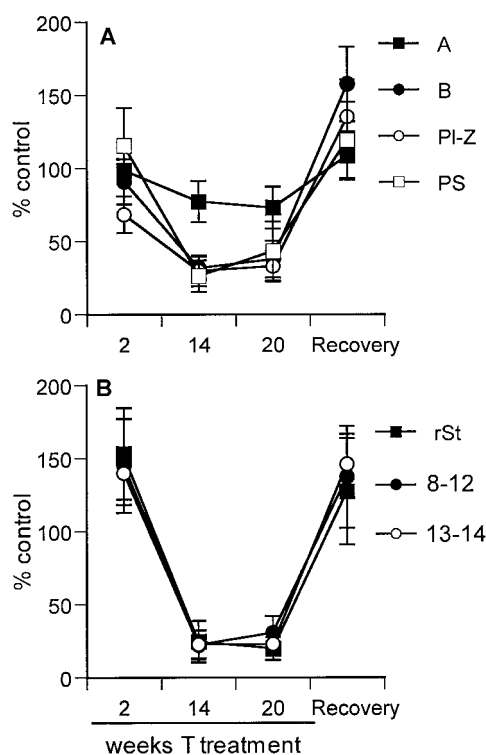 A
200
150
100
50
0
% control
2 14 20 Recovery
A
B
Pl-Z
PS
B
200
150
100
50
0
% control
2 14 20 Recovery
weeks T treatment
rSt
8-12
13-14